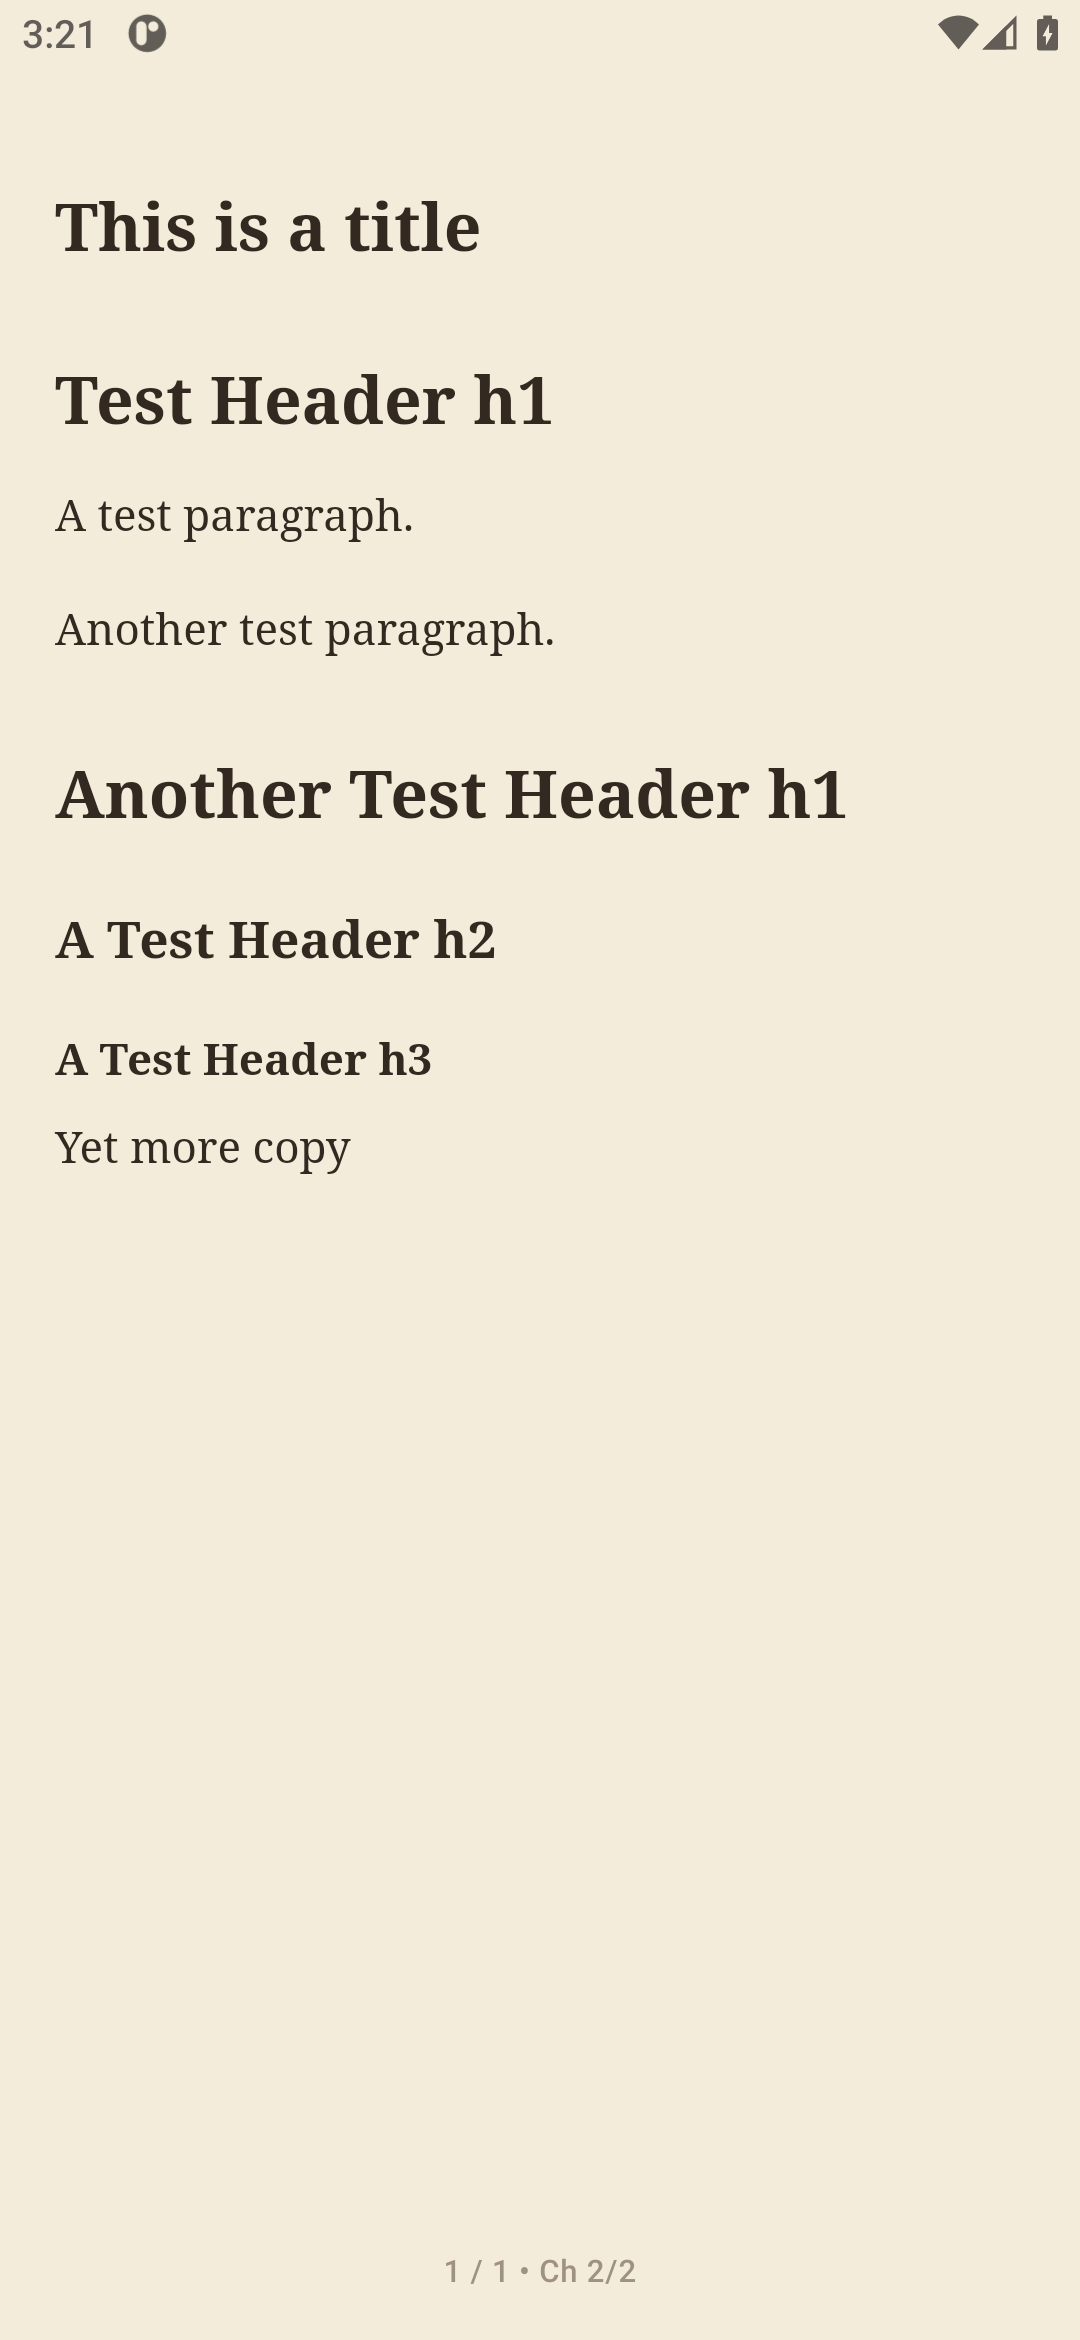 3:21
This is a title
Test Header h1
A test paragraph.
Another test paragraph.
Another Test Header h1
A Test Header h2
A Test Header h3
Yet more copy
1 / 1 • Ch 2/2